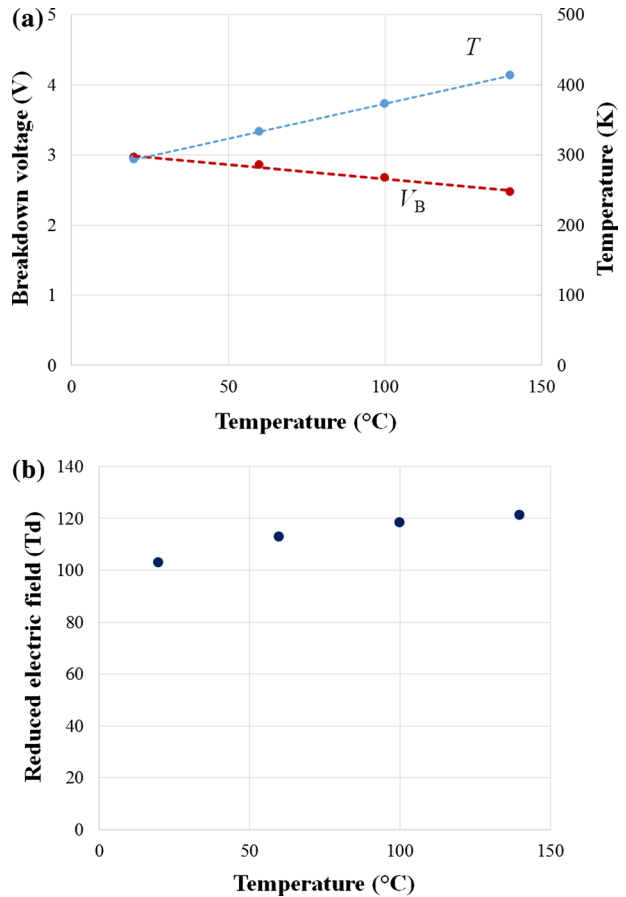 (a)
5
4
3
2
1
0
Breakdown voltage (V)
T
V_B
500
400
300
200
100
0
Temperature (K)
0 50 100 150
Temperature (°C)
(b)
140
120
100
80
60
40
20
0
Reduced electric field (Td)
0 50 100 150
Temperature (°C)